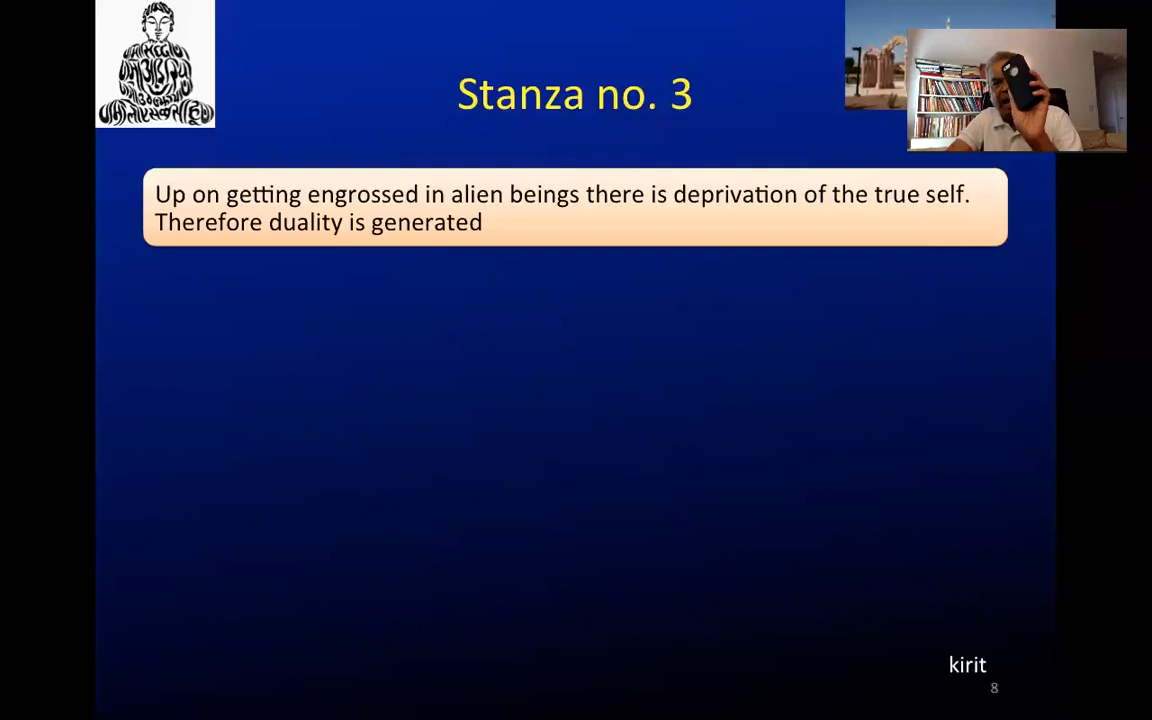 Stanza no. 3
Up on getting engrossed in alien beings there is deprivation of the true self.
Therefore duality is generated
kirit
8